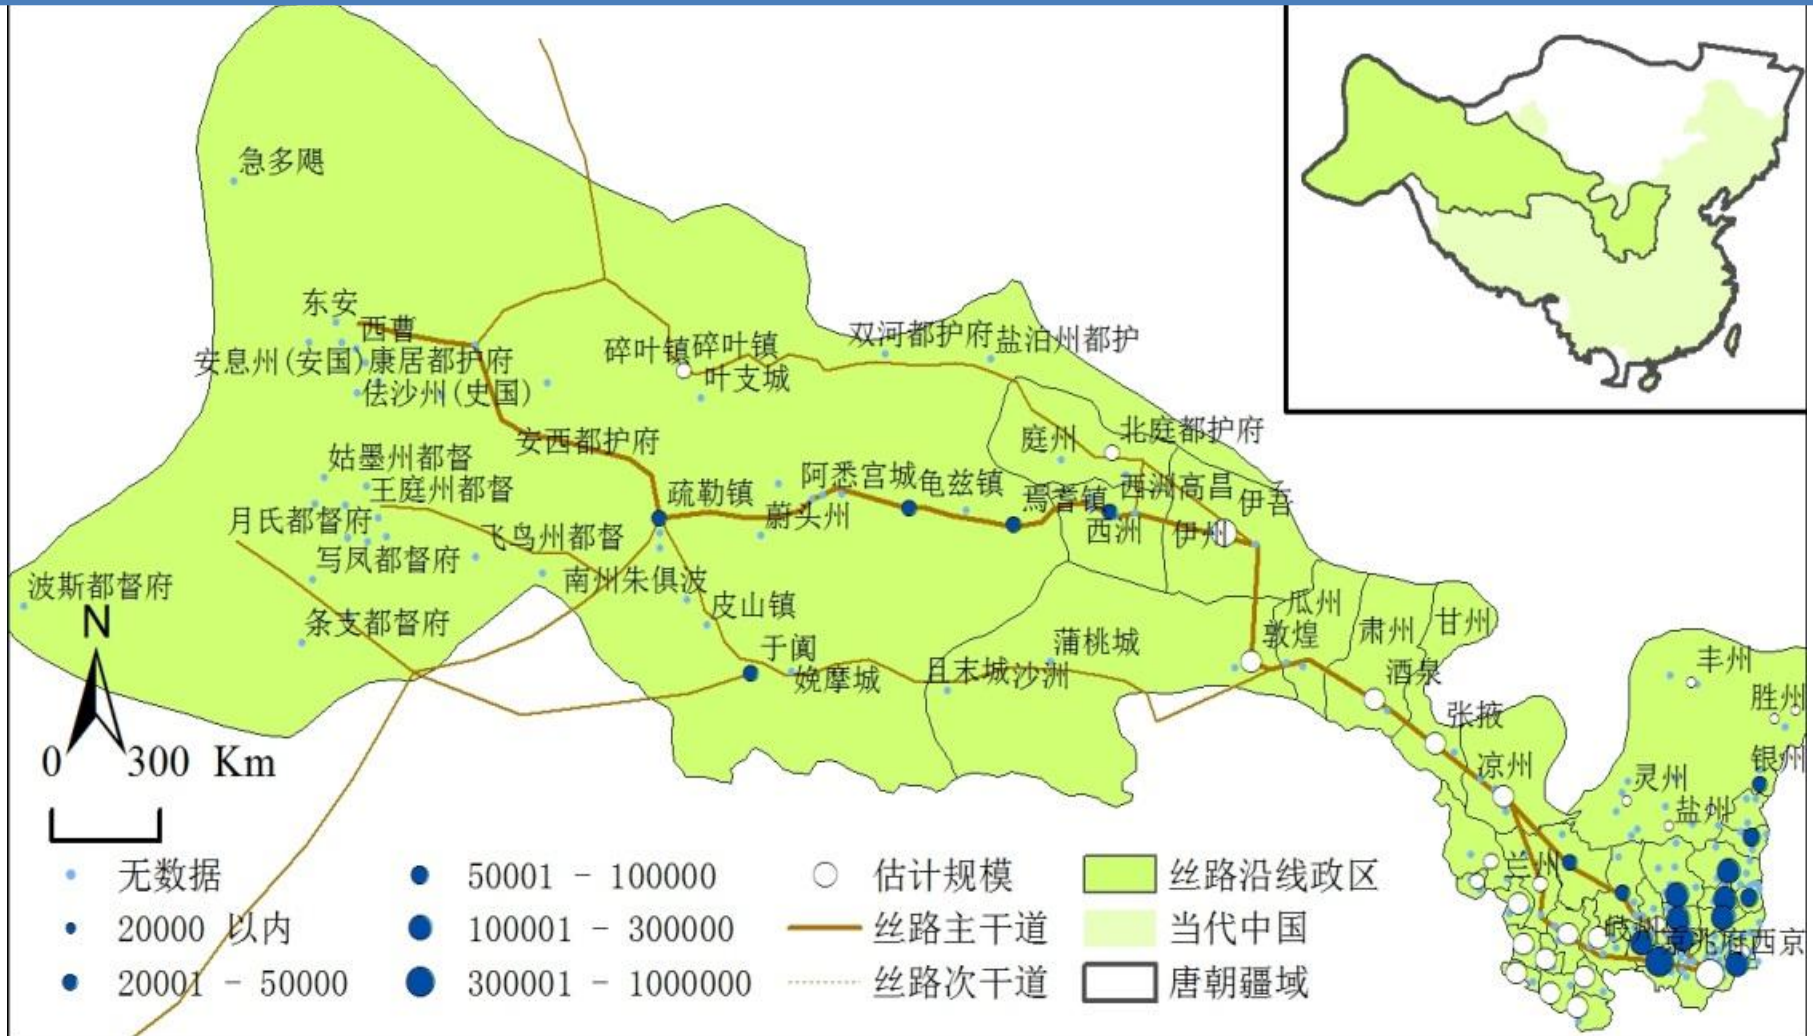 急多飓
东安
西曹
安息州(安国)康居都护府
佉沙州(史国)
碎叶镇碎叶镇
叶支城
双河都护府
盐泊州都护
安西都护府
庭州
北庭都护府
姑墨州都督
王庭州都督
疏勒镇
阿悉宫城
龟兹镇
焉耆镇
西洲高昌
伊吾
月氏都督府
飞鸟州都督
蔚头州
西洲
伊州
写凤都督府
南州朱俱波
波斯都督府
皮山镇
瓜州
条支都督府
敦煌
肃州
甘州
于阗
蒲桃城
媲摩城
且末城
沙洲
酒泉
丰州
张掖
胜州
凉州
灵州
银州
盐州
兰州
岐州
京兆府西京
N
0 300 Km
无数据
20000 以内
20001 - 50000
50001 - 100000
100001 - 300000
300001 - 1000000
估计规模
丝路主干道
丝路次干道
丝路沿线政区
当代中国
唐朝疆域